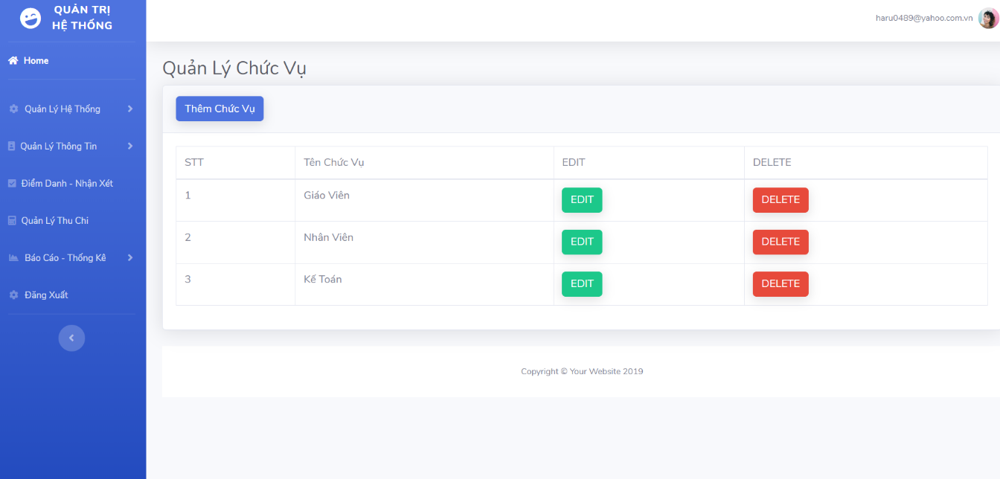 QUẢN TRỊ
HỆ THỐNG
haru0489@yahoo.com.vn
Home
Quản Lý Hệ Thống
Quản Lý Thông Tin
Điểm Danh - Nhận Xét
Quản Lý Thu Chi
Báo Cáo - Thống Kê
Đăng Xuất
Quản Lý Chức Vụ
Thêm Chức Vụ
STT Tên Chức Vụ EDIT DELETE
1 Giáo Viên EDIT DELETE
2 Nhân Viên EDIT DELETE
3 Kế Toán EDIT DELETE
Copyright © Your Website 2019